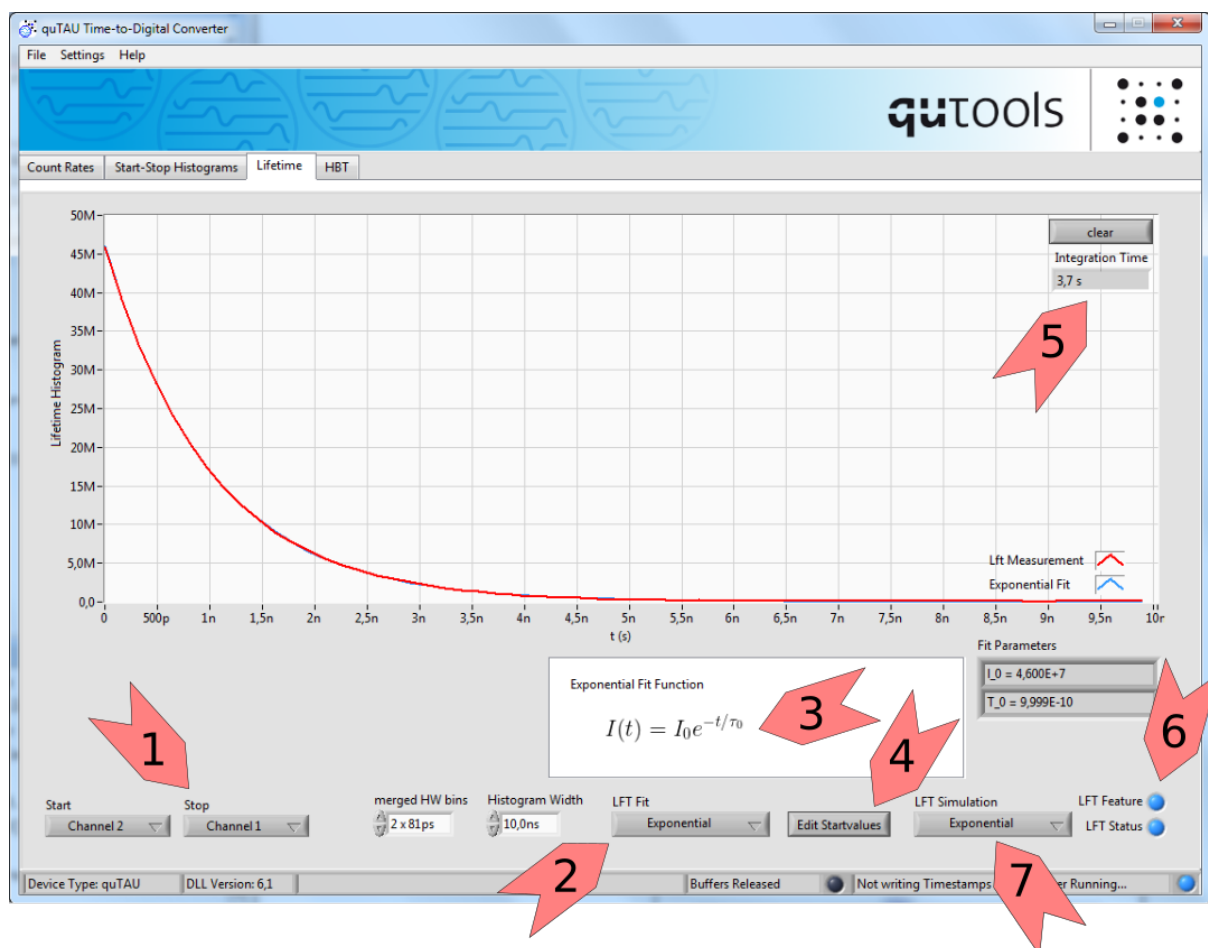 quTAU Time-to-Digital Converter
File Settings Help
qutools
Count Rates Start-Stop Histograms Lifetime HBT
50M
45M
40M
35M
30M
25M
20M
15M
10M
5,0M
0,0
Lifetime Histogram
clear
Integration Time
3,7 s
5
Lft Measurement
Exponential Fit
0 500p 1n 1,5n 2n 2,5n 3n 3,5n 4n 4,5n 5n 5,5n 6n 6,5n 7n 7,5n 8n 8,5n 9n 9,5n 10n
t (s)
Fit Parameters
I_0 = 4,600E+7
T_0 = 9,999E-10
Exponential Fit Function
I(t) = I₀e^{-t/τ₀}
3
1
4
6
Start
Channel 2
Stop
Channel 1
merged HW bins
2 x 81ps
Histogram Width
10,0ns
LFT Fit
Exponential
Edit Startvalues
LFT Simulation
Exponential
LFT Feature
LFT Status
2
7
Device Type: quTAU DLL Version: 6,1 Buffers Released Not writing Timestamps er Running...